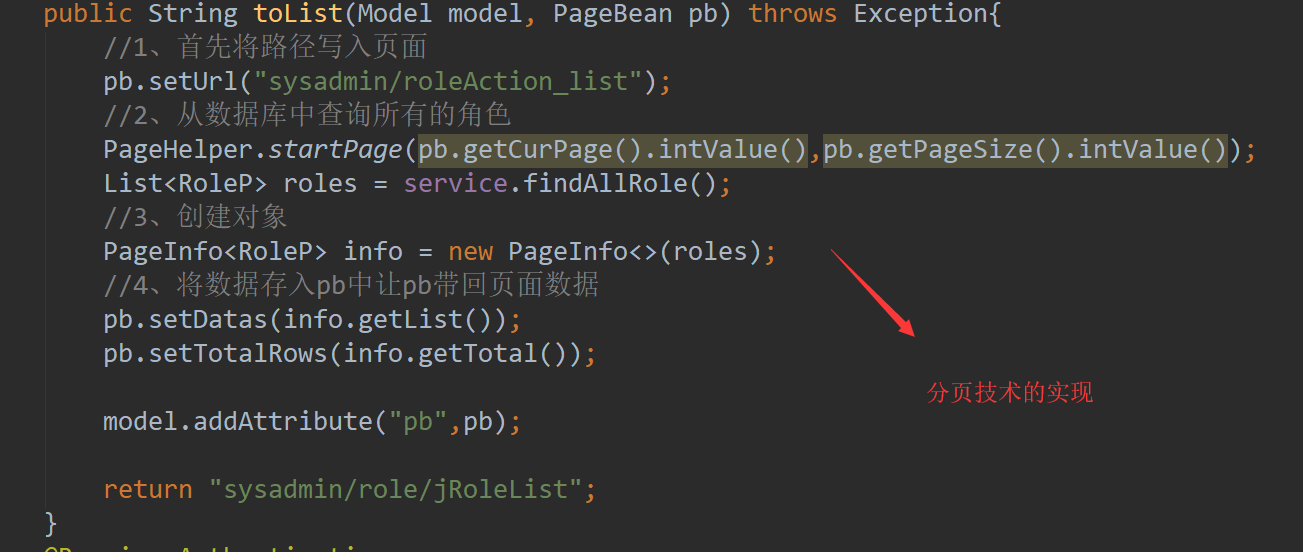 public String toList(Model model, PageBean pb) throws Exception{
//1、首先将路径写入页面
pb.setUrl("sysadmin/roleAction_list");
//2、从数据库中查询所有的角色
PageHelper.startPage(pb.getCurPage().intValue(),pb.getPageSize().intValue());
List<RoleP> roles = service.findAllRole();
//3、创建对象
PageInfo<RoleP> info = new PageInfo<>(roles);
//4、将数据存入pb中让pb带回页面数据
pb.setDatas(info.getList());
pb.setTotalRows(info.getTotal());
分页技术的实现
model.addAttribute("pb",pb);
return "sysadmin/role/jRoleList";
}